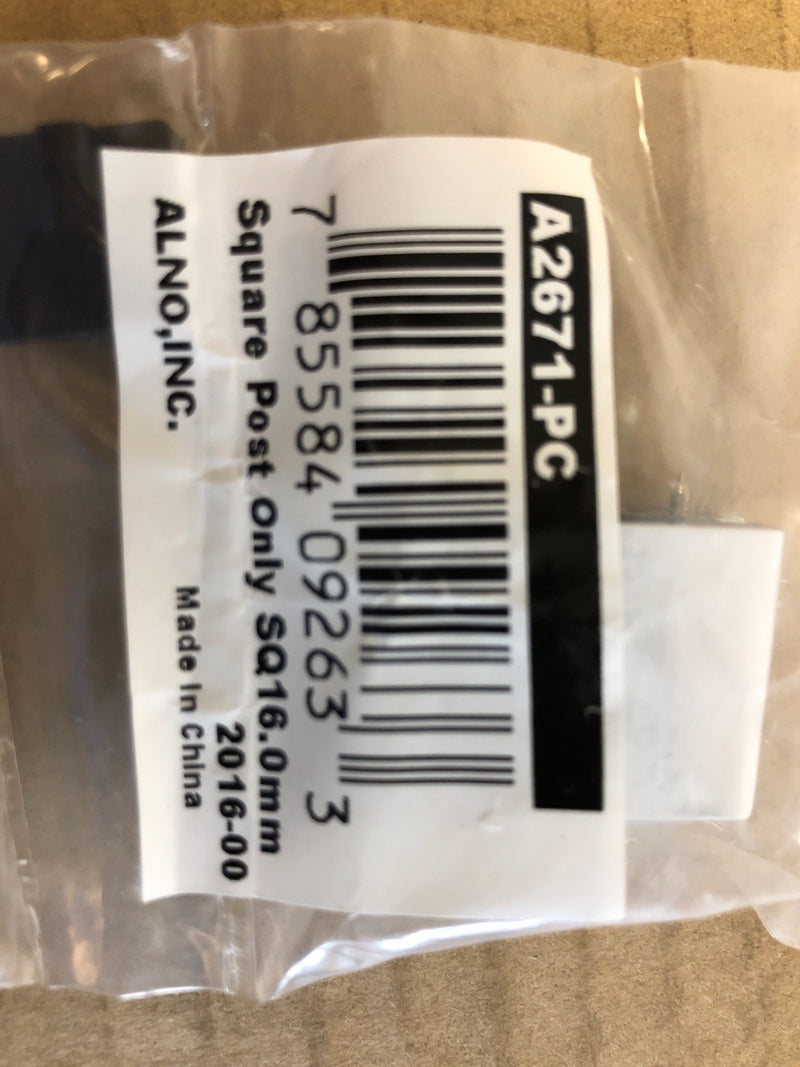 A2671-PC
7 85584 09263 3
Square Post only SQ16.0mm
2016-00
ALNO,INC. Made In China